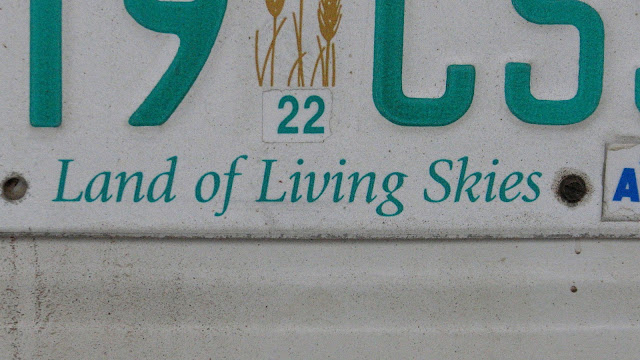 19 CS
22
Land of Living Skies
A